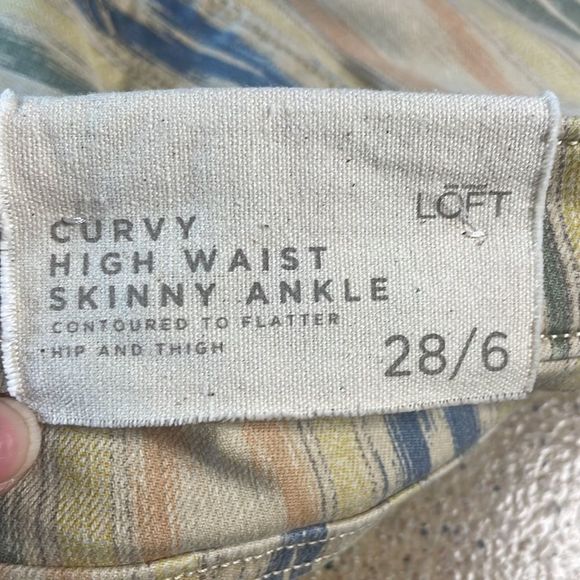 LOFT
CURVY
HIGH WAIST
SKINNY ANKLE
CONTOURED TO FLATTER
HIP AND THIGH
28/6